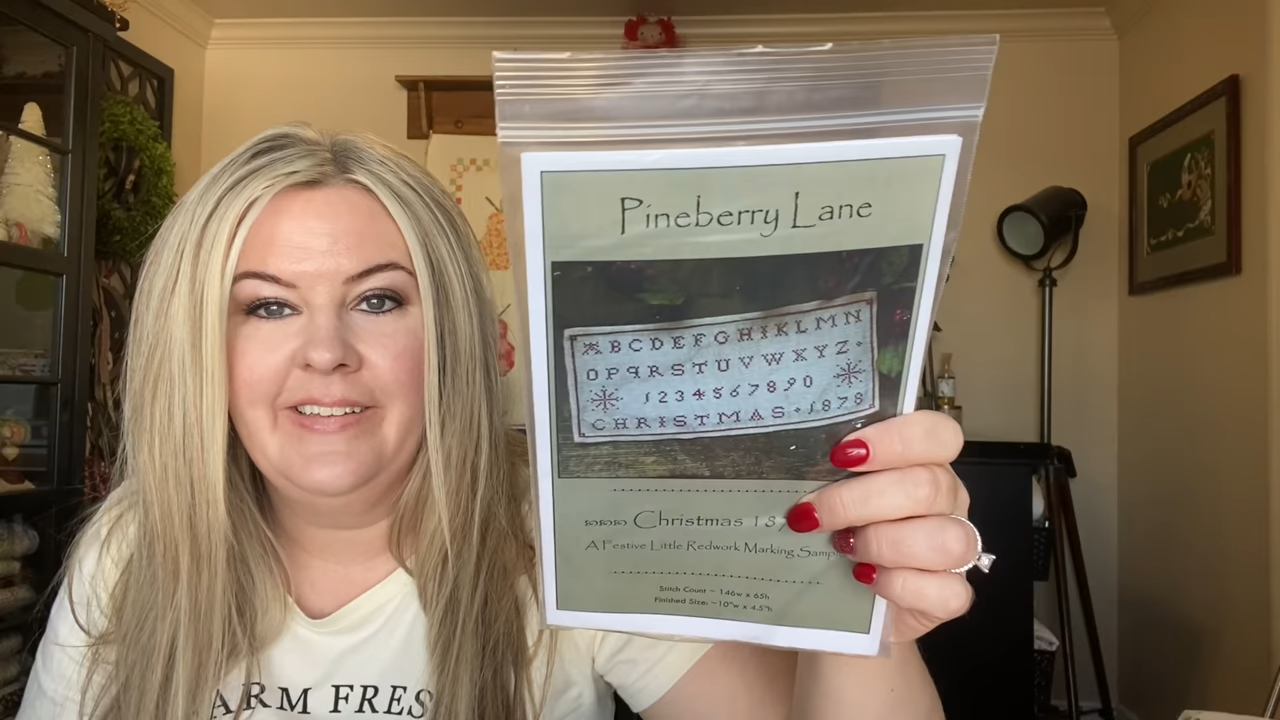 Pineberry Lane
ABCDEFGHIKLMN
OPQRSTUVWXYZ
1234567890
CHRISTMAS 1878
Christmas 187
A Festive Little Redwork Marking Sampl
Stitch Count ~ 146w x 65h
Finished Size: ~10"w x 4.5"h
ARM FRES